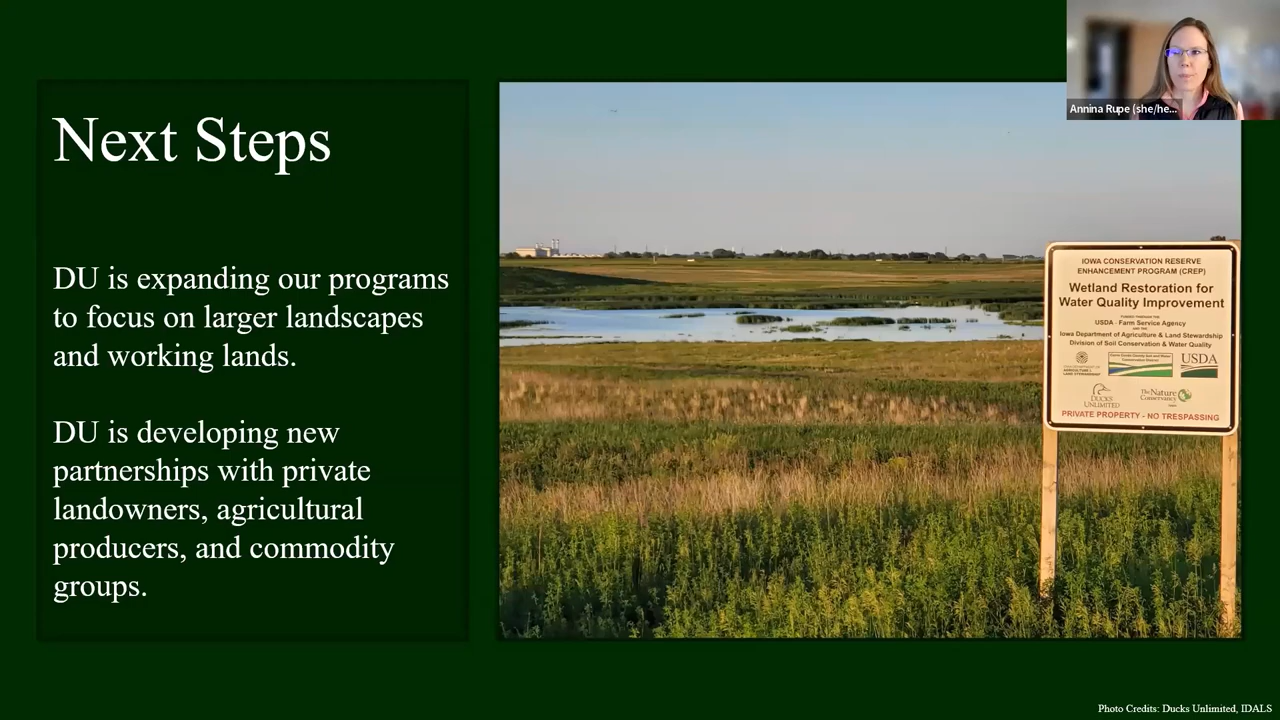 Next Steps
DU is expanding our programs
to focus on larger landscapes
and working lands.
DU is developing new
partnerships with private
landowners, agricultural
producers, and commodity
groups.
Annina Rupe (she/he...
IOWA CONSERVATION RESERVE
ENHANCEMENT PROGRAM (CREP)
Wetland Restoration for
Water Quality Improvement
USDA - Farm Service Agency
Iowa Department of Agriculture & Land Stewardship
Division of Soil Conservation & Water Quality
USDA
DUCKS
UNLIMITED
The Nature
Conservancy
PRIVATE PROPERTY - NO TRESPASSING
Photo Credits: Ducks Unlimited, IDALS